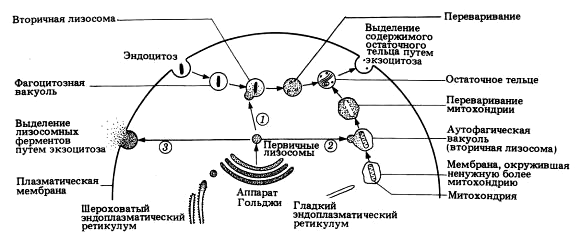 Вторичная лизосома
Эндоцитоз
Фагоцитозная
вакуоль
Выделение
лизосомных
ферментов
путем экзоцитоза
Плазматическая
мембрана
Шероховатый
эндоплазматический
ретикулум
Аппарат
Гольджи
Первичные
лизосомы
1
2
3
Гладкий
эндоплазматический
ретикулум
Переваривание
Выделение
содержимого
остаточного
тельца путем
экзоцитоза
Остаточное тельце
Переваривание
митохондрии
Аутофагическая
вакуоль
(вторичная лизосома)
Мембрана, окружившая
ненужную более
митохондрию
Митохондрия